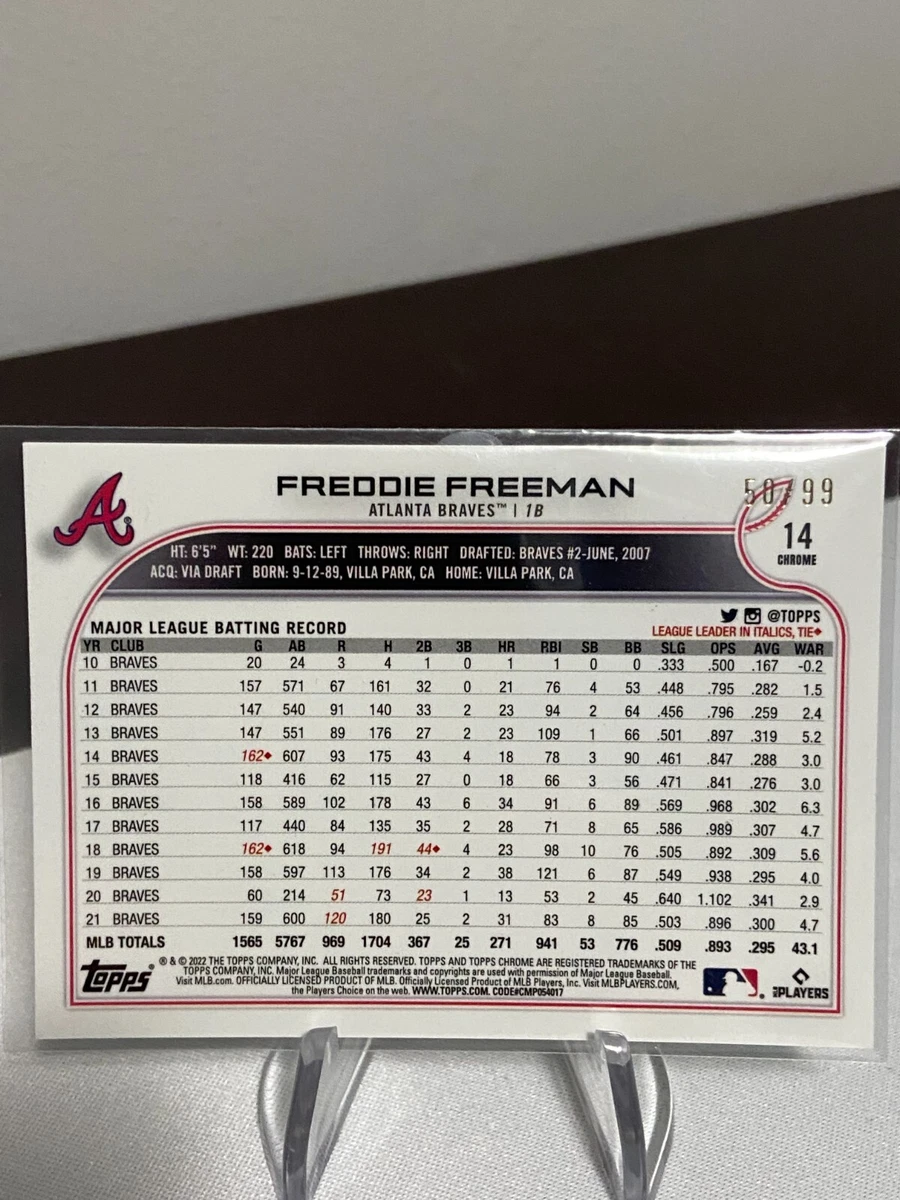 FREDDIE FREEMAN
50/99
ATLANTA BRAVES™ | 1B
14
CHROME
HT: 6'5" WT: 220 BATS: LEFT THROWS: RIGHT DRAFTED: BRAVES #2-JUNE, 2007
ACQ: VIA DRAFT BORN: 9-12-89, VILLA PARK, CA HOME: VILLA PARK, CA
@TOPPS
MAJOR LEAGUE BATTING RECORD
LEAGUE LEADER IN ITALICS, TIE◆
YR CLUB G AB R H 2B 3B HR RBI SB BB SLG OPS AVG WAR
10 BRAVES 20 24 3 4 1 0 1 1 0 0 .333 .500 .167 -0.2
11 BRAVES 157 571 67 161 32 0 21 76 4 53 .448 .795 .282 1.5
12 BRAVES 147 540 91 140 33 2 23 94 2 64 .456 .796 .259 2.4
13 BRAVES 147 551 89 176 27 2 23 109 1 66 .501 .897 .319 5.2
14 BRAVES 162◆ 607 93 175 43 4 18 78 3 90 .461 .847 .288 3.0
15 BRAVES 118 416 62 115 27 0 18 66 3 56 .471 .841 .276 3.0
16 BRAVES 158 589 102 178 43 6 34 91 6 89 .569 .968 .302 6.3
17 BRAVES 117 440 84 135 35 2 28 71 8 65 .586 .989 .307 4.7
18 BRAVES 162◆ 618 94 191 44◆ 4 23 98 10 76 .505 .892 .309 5.6
19 BRAVES 158 597 113 176 34 2 38 121 6 87 .549 .938 .295 4.0
20 BRAVES 60 214 51 73 23 1 13 53 2 45 .640 1.102 .341 2.9
21 BRAVES 159 600 120 180 25 2 31 83 8 85 .503 .896 .300 4.7
MLB TOTALS 1565 5767 969 1704 367 25 271 941 53 776 .509 .893 .295 43.1
® & © 2022 THE TOPPS COMPANY, INC. ALL RIGHTS RESERVED. TOPPS AND TOPPS CHROME ARE REGISTERED TRADEMARKS OF THE
TOPPS COMPANY, INC. Major League Baseball trademarks and copyrights are used with permission of Major League Baseball.
Visit MLB.com. OFFICIALLY LICENSED PRODUCT OF MLB. Officially Licensed Product of MLB Players, Inc. Visit MLBPLAYERS.COM,
the Players Choice on the web. WWW.TOPPS.COM. CODE#CMP054017
Topps®
MLB PLAYERS